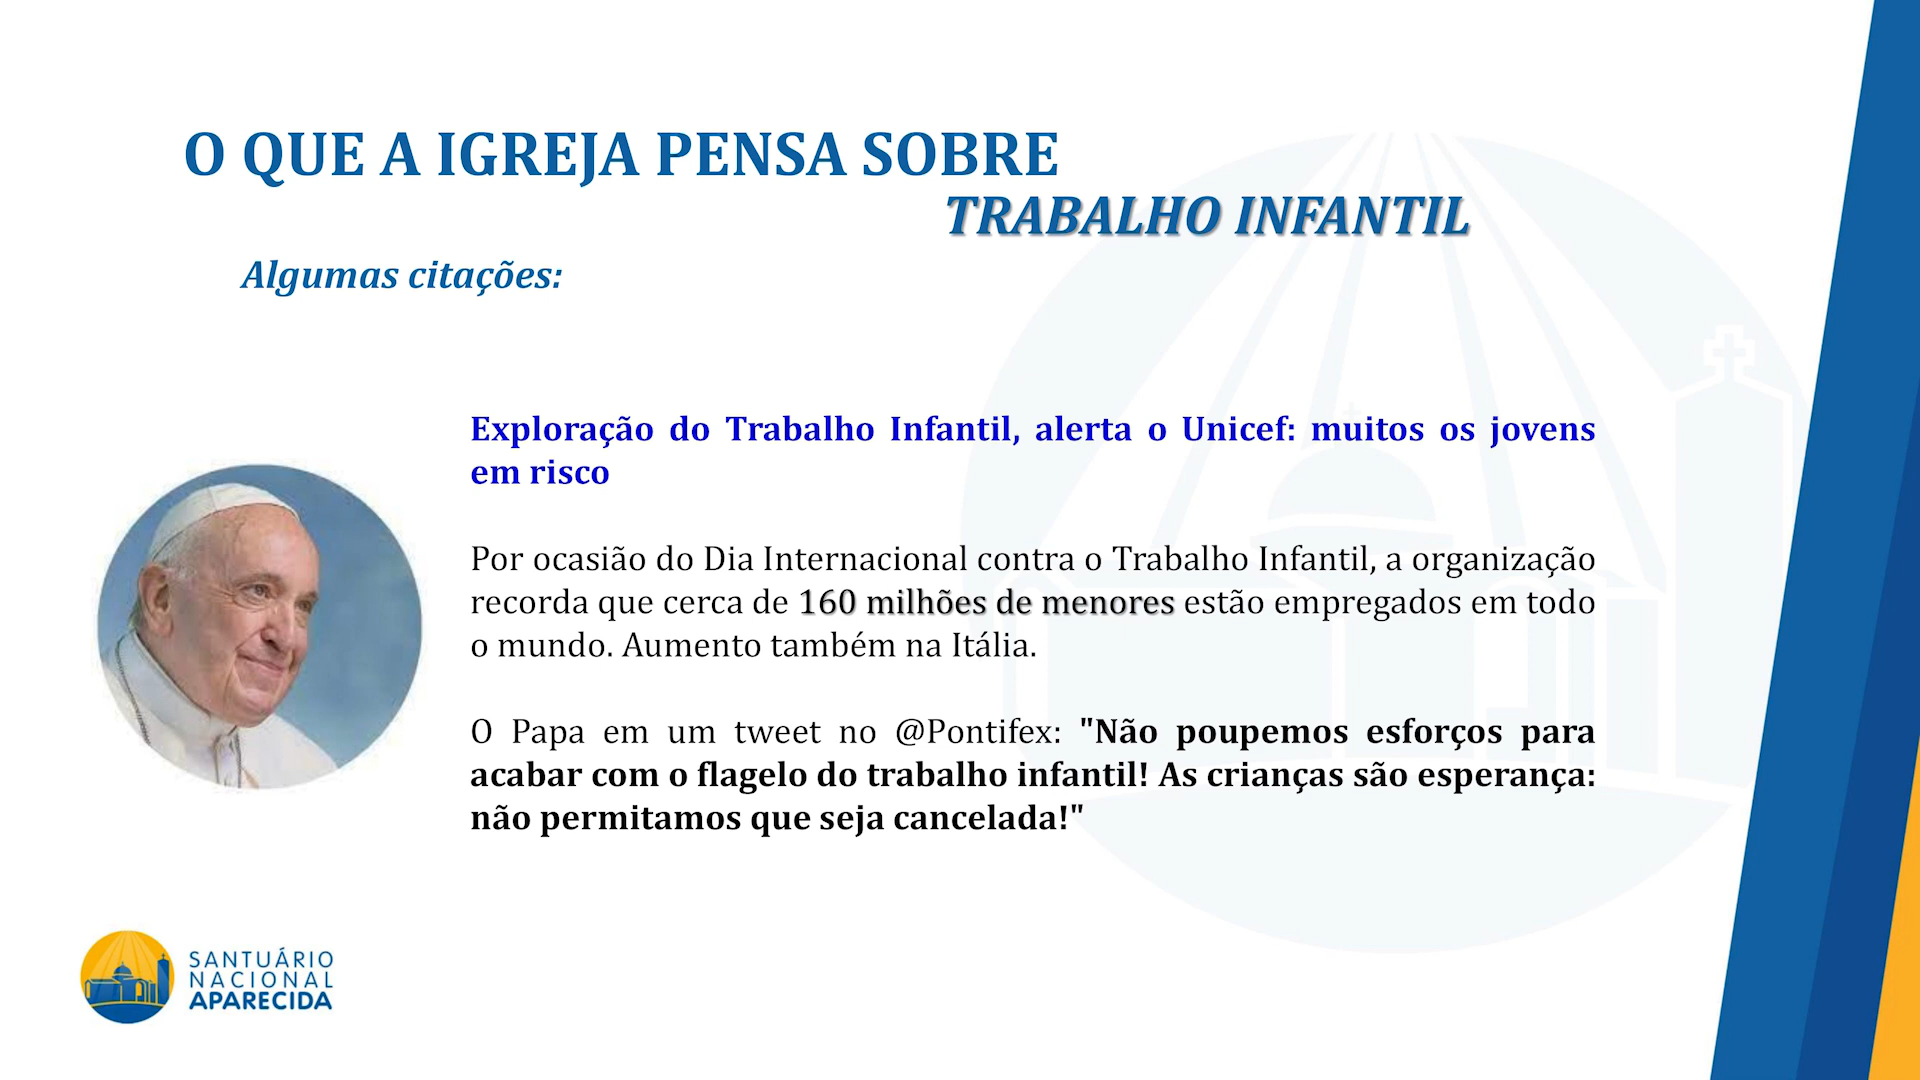 O QUE A IGREJA PENSA SOBRE
TRABALHO INFANTIL
Algumas citações:
Exploração do Trabalho Infantil, alerta o Unicef: muitos os jovens
em risco
Por ocasião do Dia Internacional contra o Trabalho Infantil, a organização
recorda que cerca de 160 milhões de menores estão empregados em todo
o mundo. Aumento também na Itália.
O Papa em um tweet no @Pontifex: "Não poupemos esforços para
acabar com o flagelo do trabalho infantil! As crianças são esperança:
não permitamos que seja cancelada!"
SANTUÁRIO
NACIONAL
APARECIDA